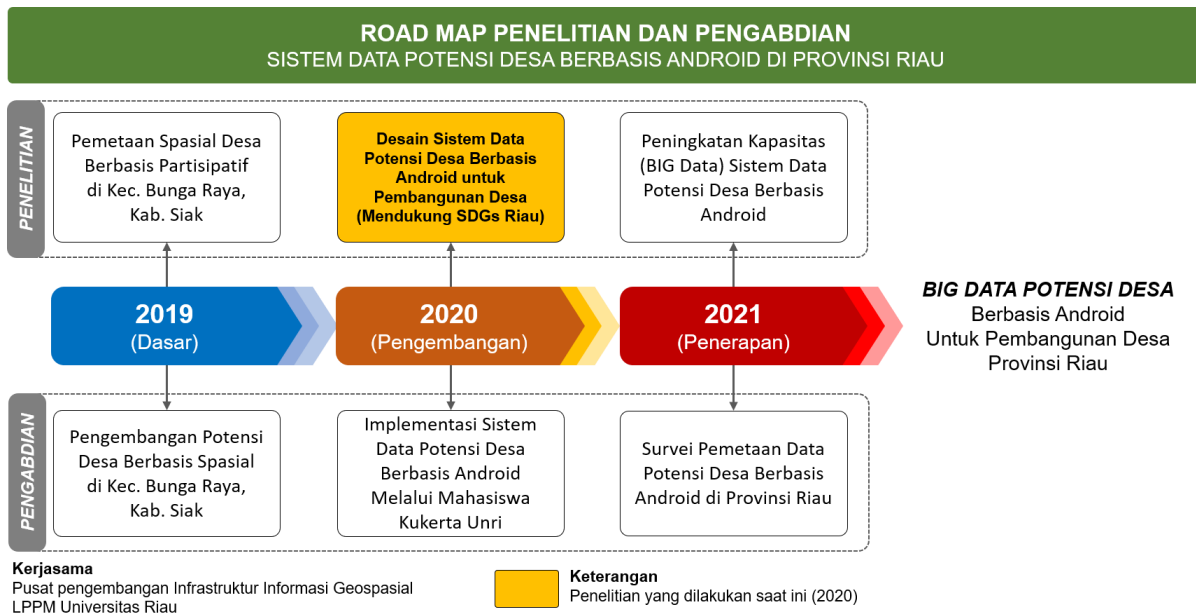 ROAD MAP PENELITIAN DAN PENGABDIAN
SISTEM DATA POTENSI DESA BERBASIS ANDROID DI PROVINSI RIAU
PENELITIAN
Pemetaan Spasial Desa
Berbasis Partisipatif
di Kec. Bunga Raya,
Kab. Siak
Desain Sistem Data
Potensi Desa Berbasis
Android untuk
Pembangunan Desa
(Mendukung SDGs Riau)
Peningkatan Kapasitas
(BIG Data) Sistem Data
Potensi Desa Berbasis
Android
2019
(Dasar)
2020
(Pengembangan)
2021
(Penerapan)
BIG DATA POTENSI DESA
Berbasis Android
Untuk Pembangunan Desa
Provinsi Riau
PENGABDIAN
Pengembangan Potensi
Desa Berbasis Spasial
di Kec. Bunga Raya,
Kab. Siak
Implementasi Sistem
Data Potensi Desa
Berbasis Android
Melalui Mahasiswa
Kukerta Unri
Survei Pemetaan Data
Potensi Desa Berbasis
Android di Provinsi Riau
Kerjasama
Pusat pengembangan Infrastruktur Informasi Geospasial
LPPM Universitas Riau
Keterangan
Penelitian yang dilakukan saat ini (2020)